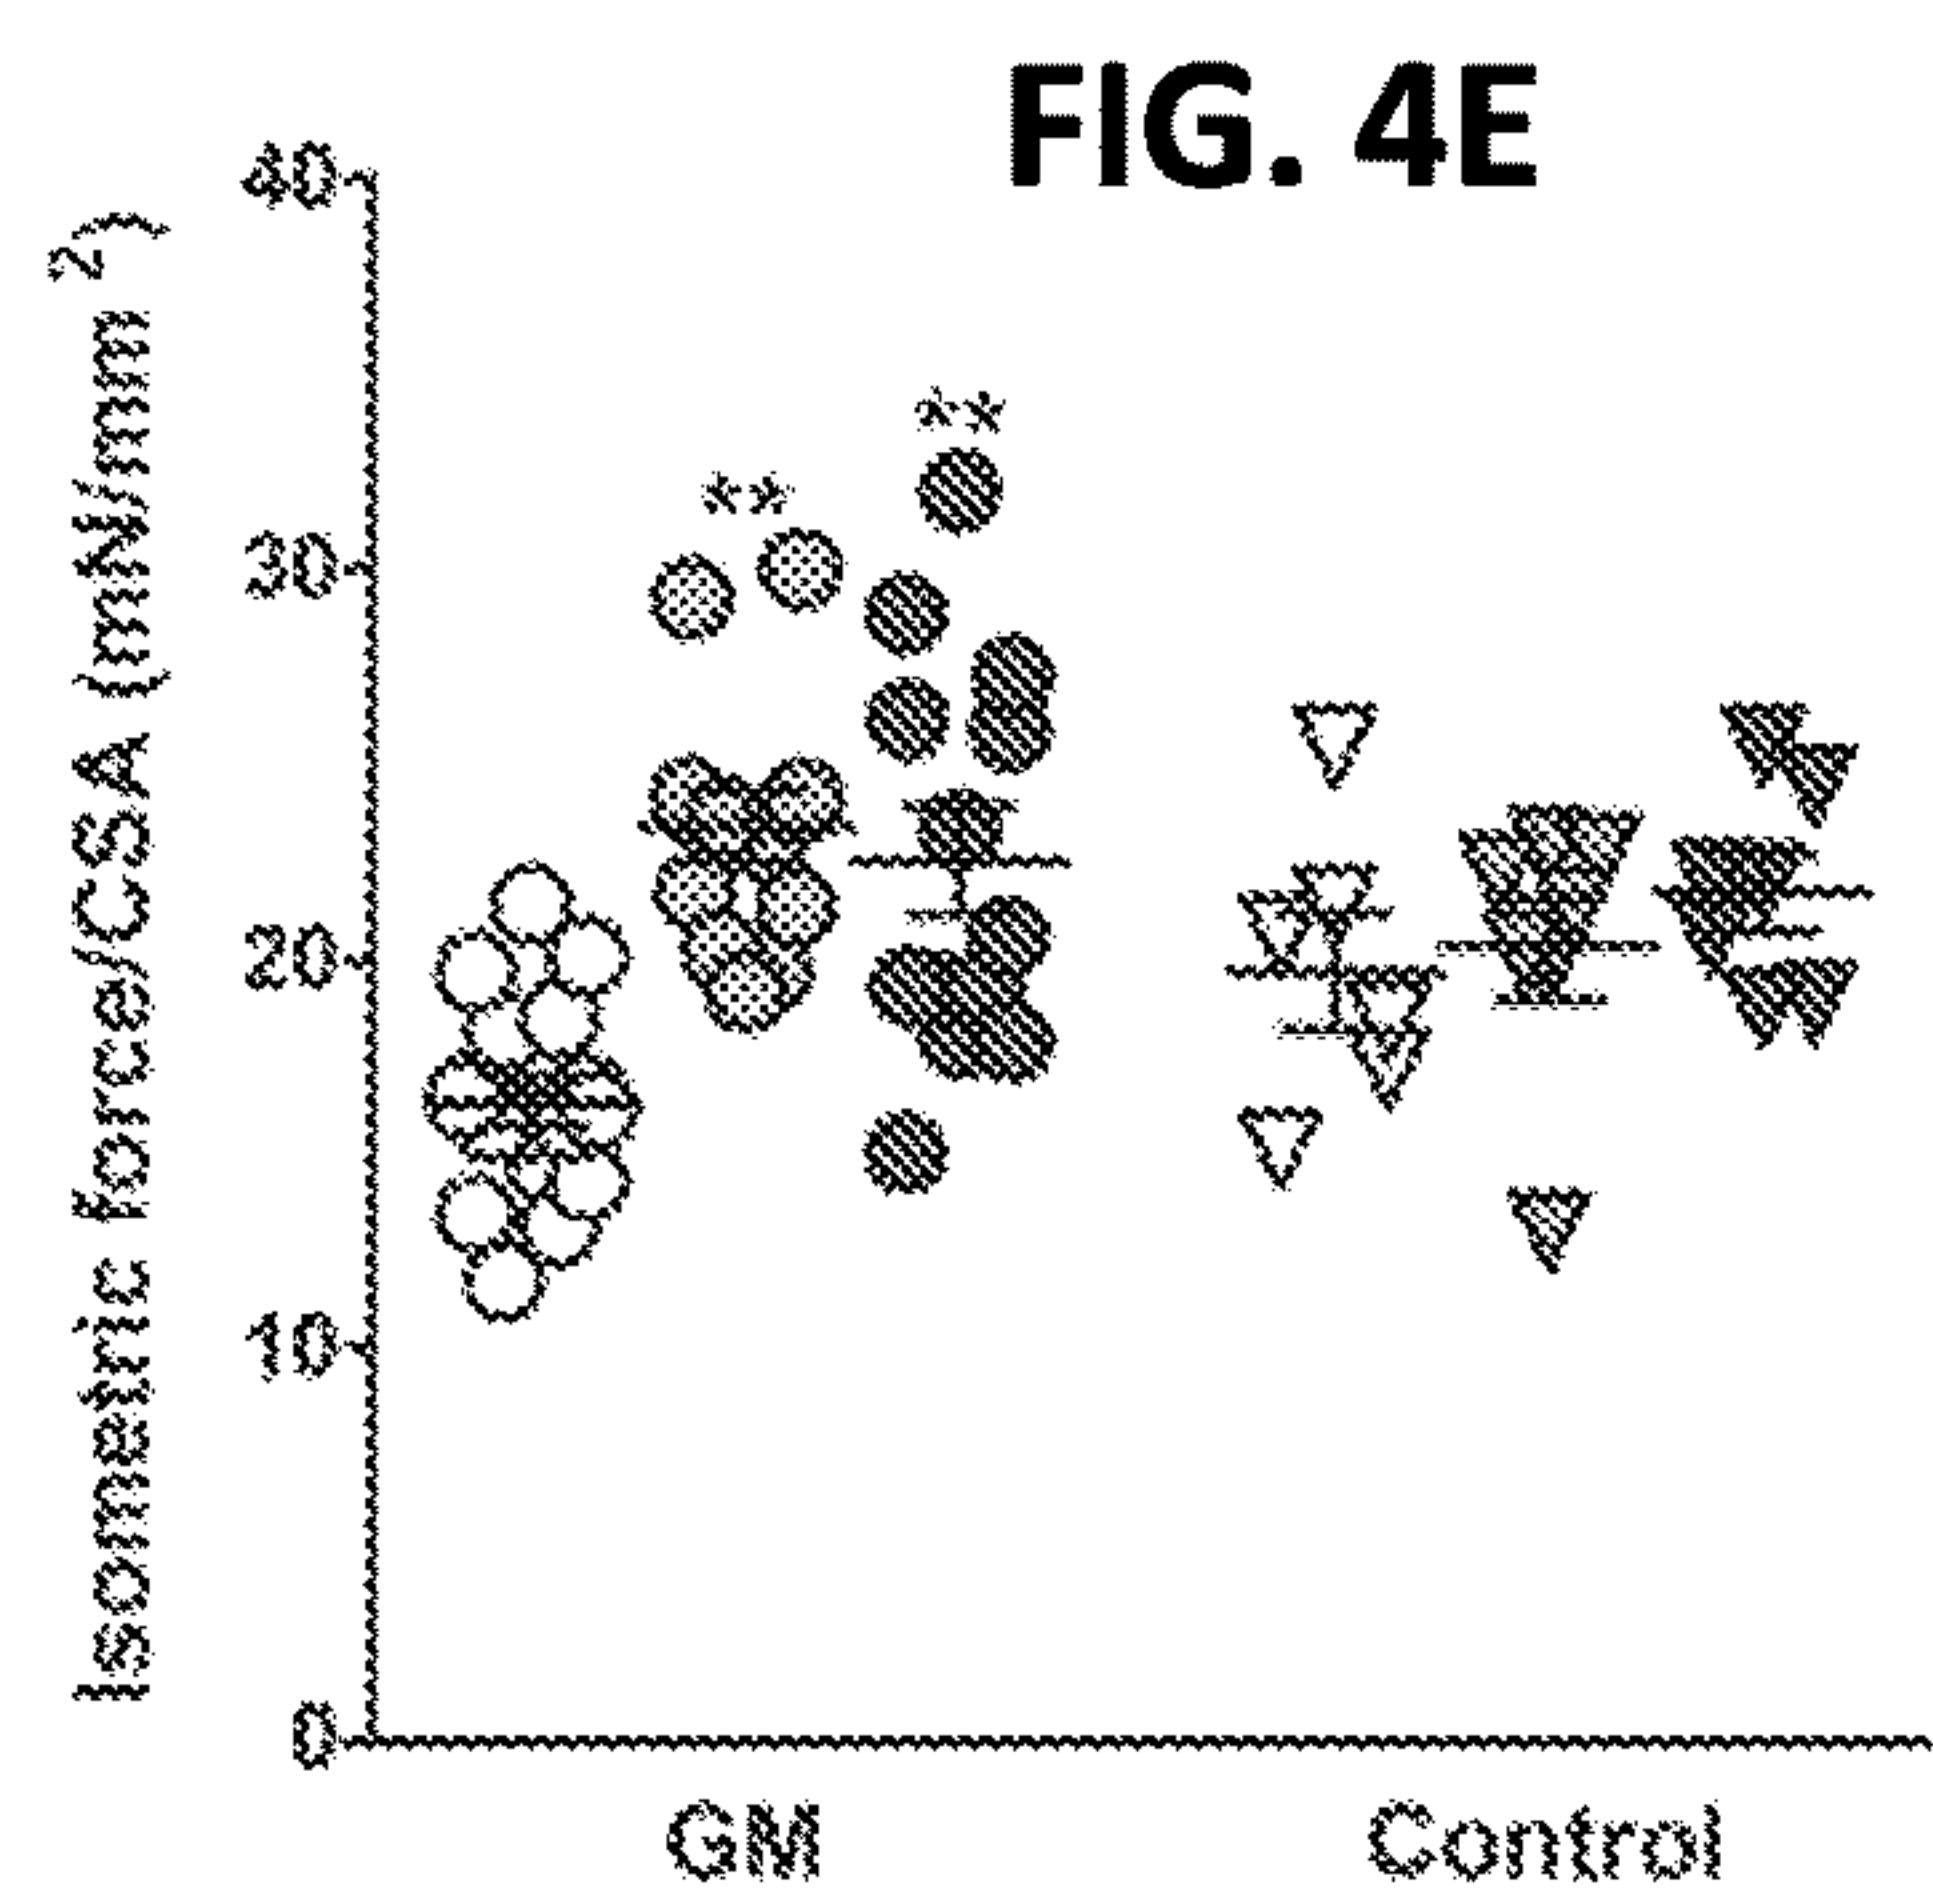 FIG. 4E
Isometric force/CSA (mN/mm²)
40
30
20
10
0
**
**
GM
Control